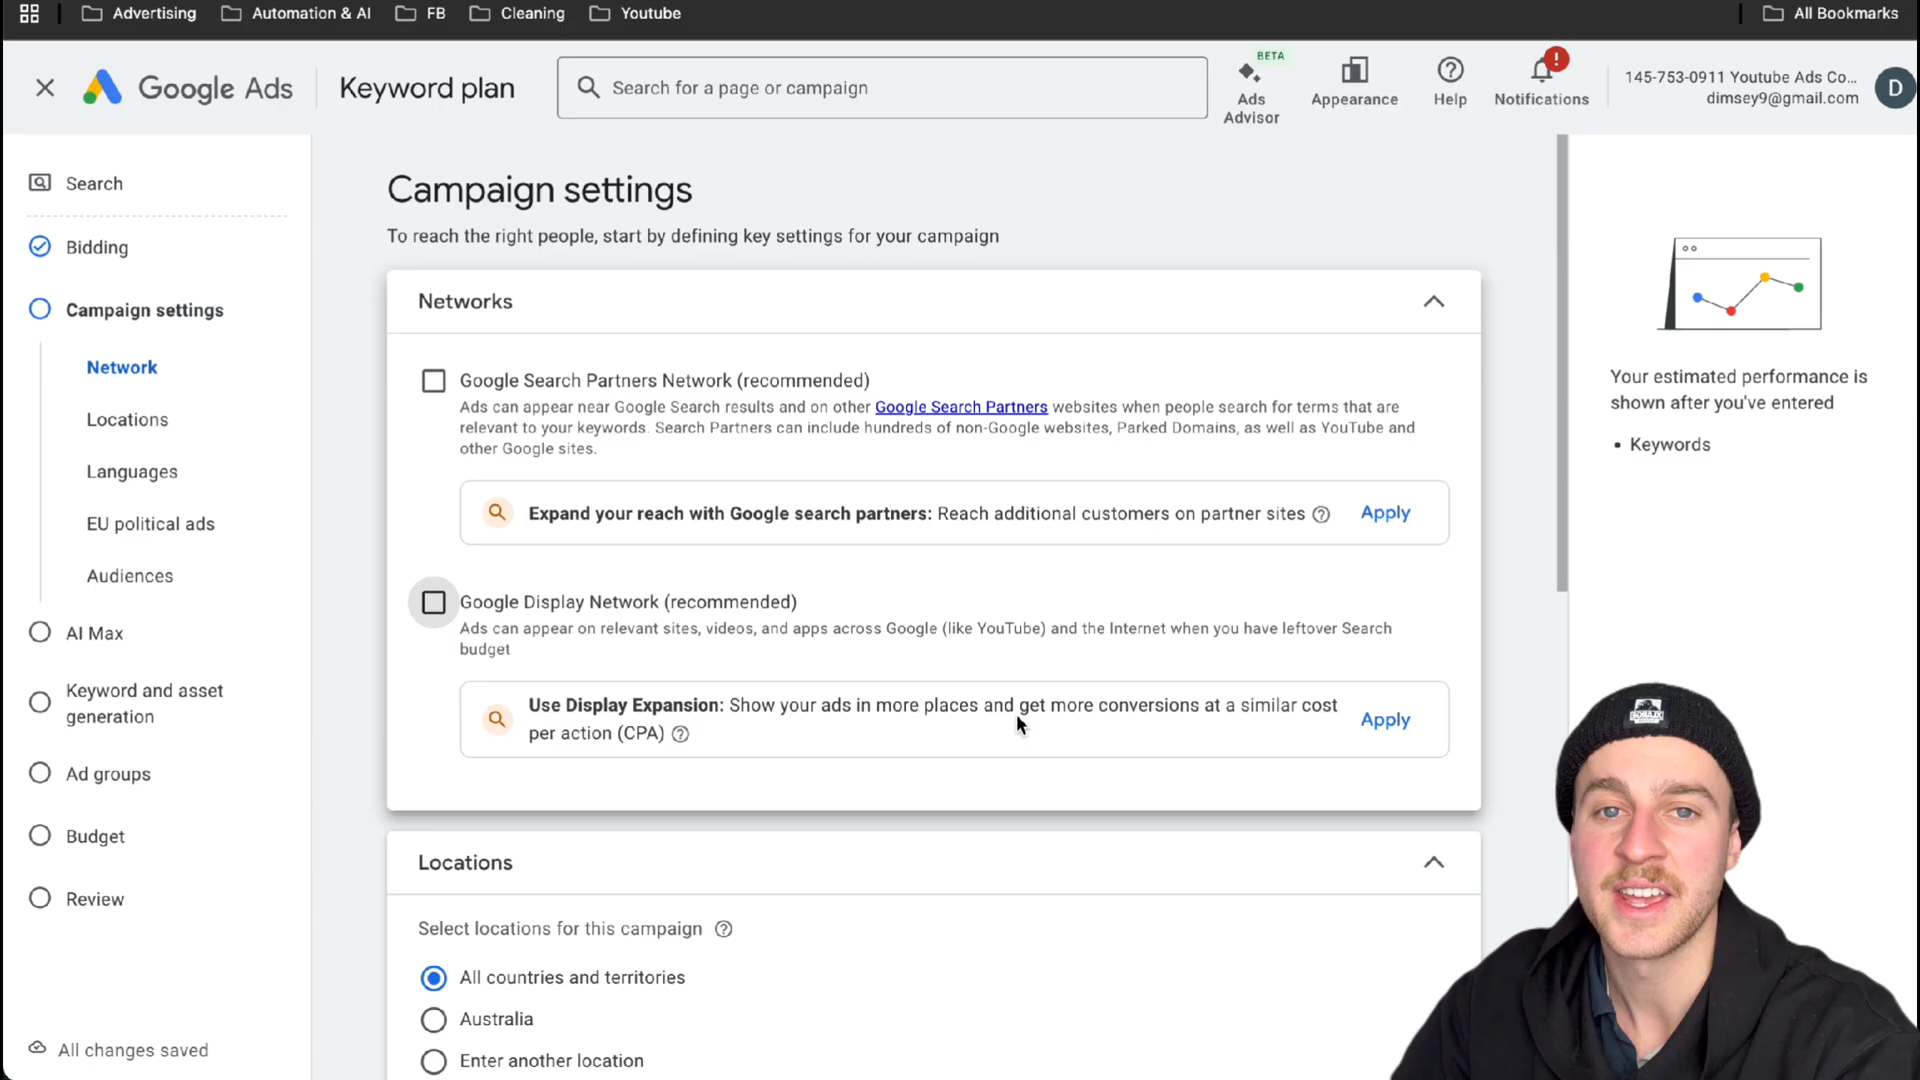 Advertising
Automation & AI
FB
Cleaning
Youtube
All Bookmarks
Google Ads
Keyword plan
Search for a page or campaign
BETA
Ads
Advisor
Appearance
Help
!
Notifications
145-753-0911 Youtube Ads Co...
dimsey9@gmail.com
D
Search
Bidding
Campaign settings
Network
Locations
Languages
EU political ads
Audiences
AI Max
Keyword and asset
generation
Ad groups
Budget
Review
All changes saved
Campaign settings
To reach the right people, start by defining key settings for your campaign
Networks
Google Search Partners Network (recommended)
Ads can appear near Google Search results and on other Google Search Partners websites when people search for terms that are
relevant to your keywords. Search Partners can include hundreds of non-Google websites, Parked Domains, as well as YouTube and
other Google sites.
Expand your reach with Google search partners: Reach additional customers on partner sites
Apply
Google Display Network (recommended)
Ads can appear on relevant sites, videos, and apps across Google (like YouTube) and the Internet when you have leftover Search
budget
Use Display Expansion: Show your ads in more places and get more conversions at a similar cost
per action (CPA)
Apply
Locations
Select locations for this campaign
All countries and territories
Australia
Enter another location
Your estimated performance is
shown after you've entered
• Keywords